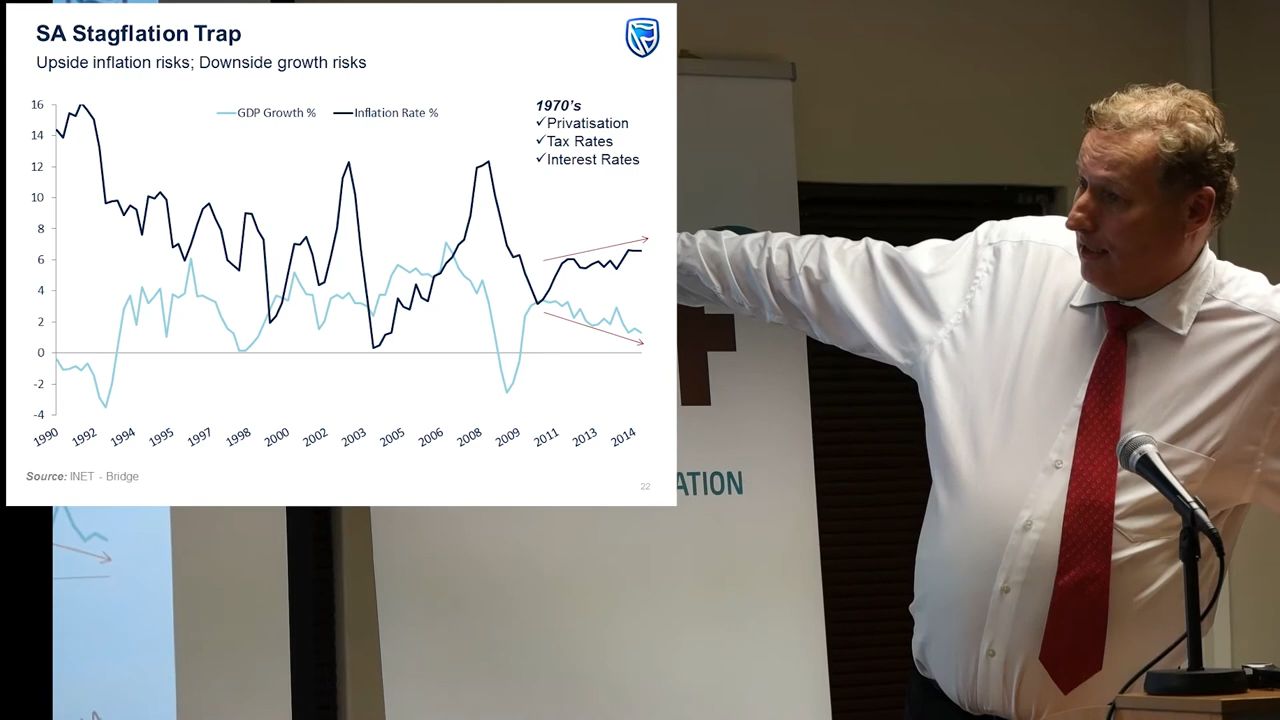 SA Stagflation Trap
Upside inflation risks; Downside growth risks
GDP Growth %
Inflation Rate %
1970's
✓Privatisation
✓Tax Rates
✓Interest Rates
16
14
12
10
8
6
4
2
0
-2
-4
1990
1992
1994
1995
1997
1998
2000
2002
2003
2005
2006
2008
2009
2011
2013
2014
Source: INET - Bridge
22
ATION